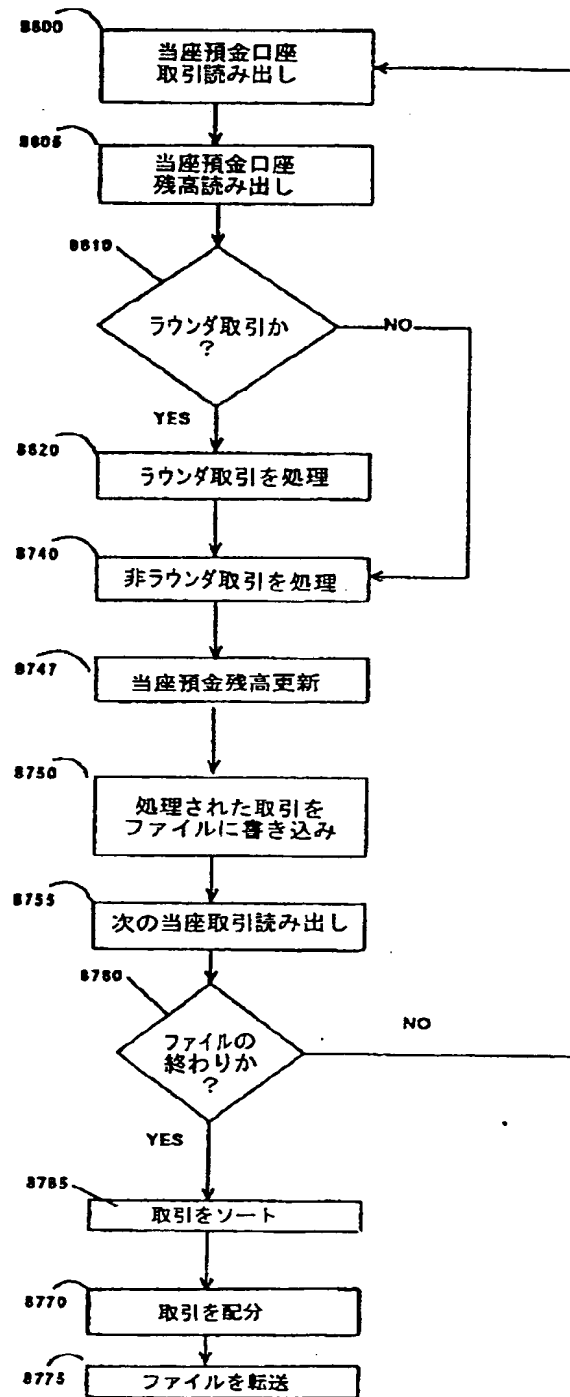 8600
当座預金口座
取引読み出し
8605
当座預金口座
残高読み出し
8610
ラウンダ取引か
?
NO
YES
8620
ラウンダ取引を処理
8740
非ラウンダ取引を処理
8747
当座預金残高更新
8750
処理された取引を
ファイルに書き込み
8755
次の当座取引読み出し
8760
ファイルの
終わりか
?
NO
YES
8765
取引をソート
8770
取引を配分
8775
ファイルを転送